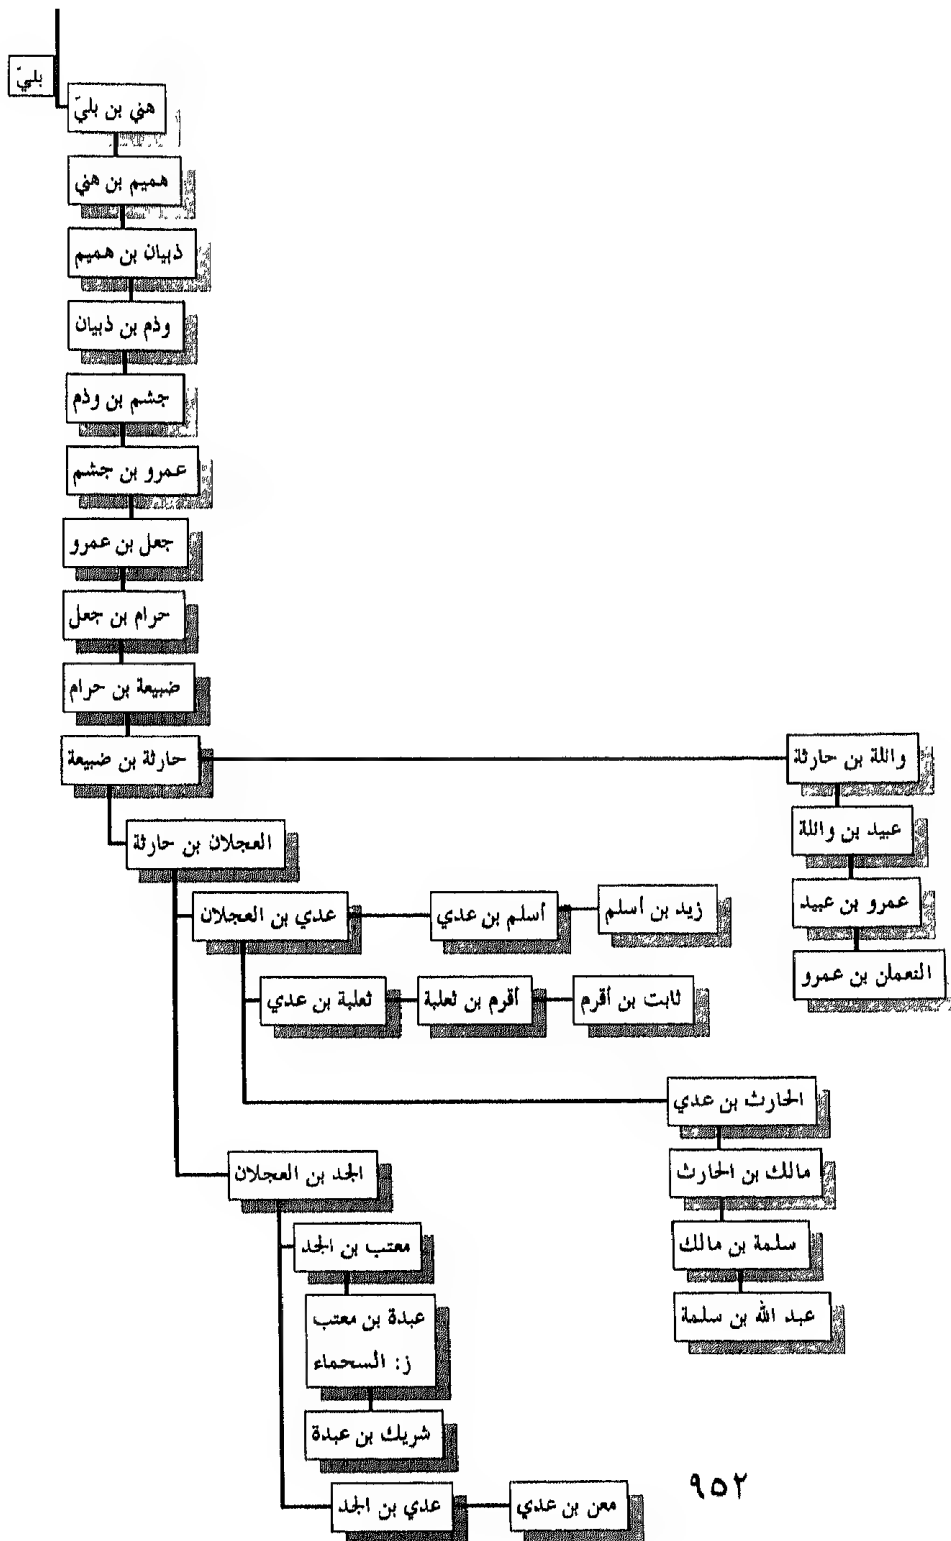 بليّ
هني بن بليّ
هميم بن هني
ذبيان بن هميم
وذم بن ذبيان
جشم بن وذم
عمرو بن جشم
جعل بن عمرو
حرام بن جعل
ضبيعة بن حرام
حارثة بن ضبيعة
واللة بن حارثة
عبيد بن واللة
عمرو بن عبيد
النعمان بن عمرو
العجلان بن حارثة
عدي بن العجلان
أسلم بن عدي
زيد بن أسلم
ثعلبة بن عدي
أقرم بن ثعلبة
ثابت بن أقرم
الحارث بن عدي
مالك بن الحارث
سلمة بن مالك
عبد الله بن سلمة
الجد بن العجلان
معتب بن الجد
عبدة بن معتب
ز: السحماء
شريك بن عبدة
عدي بن الجد
معن بن عدي
٩٥٢